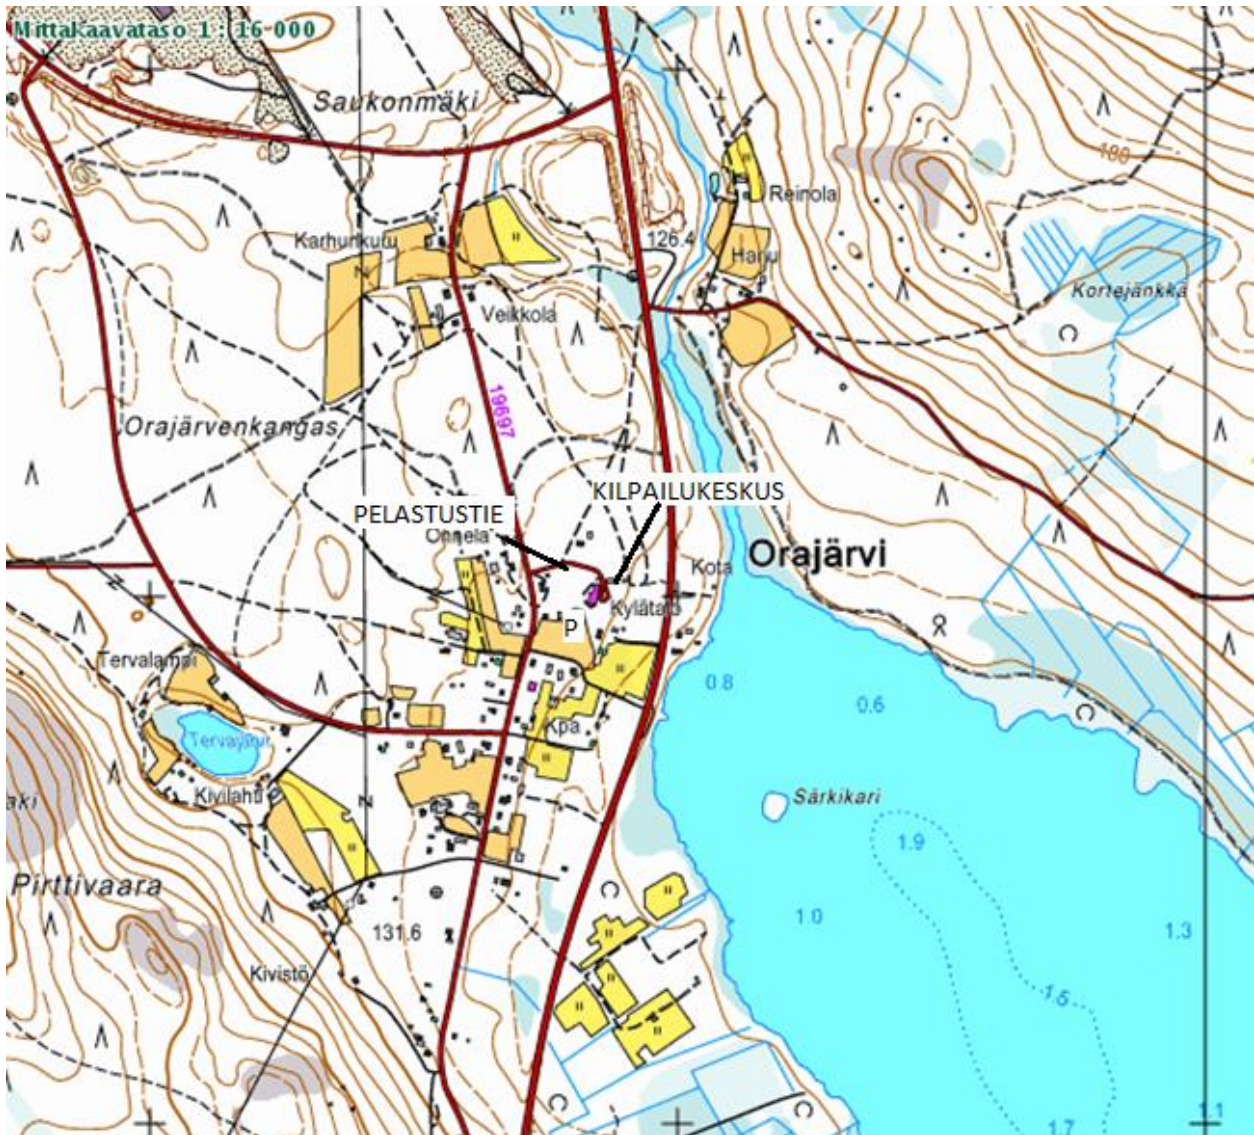 Mittakaavataso 1 : 16 000
Saukonmäki
180
Reinola
Karhunkuru
126.4
Harju
Kortejänkkä
Veikkola
19697
Orajärvenkangas
KILPAILUKESKUS
PELASTUSTIE
Onnela
Orajärvi
Kota
Kylätalo
P
Tervalampi
0.8
0.6
Kpa
Kivilahti
Särkikari
1.9
Pirttivaara
1.0
131.6
1.3
Kivistö
1.5
1.1
1.7